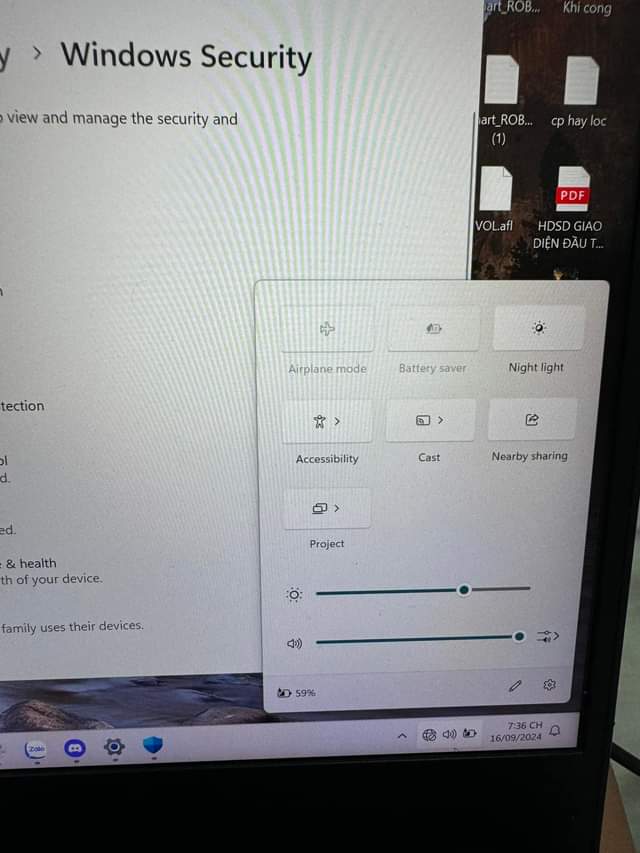 Windows Security
view and manage the security and
tection
ed.
& health
th of your device.
family uses their devices.
art_ROB...
Khi cong
art_ROB...
(1)
cp hay loc
VOL.afl
PDF
HDSD GIAO
DIỆN ĐẦU T...
Airplane mode
Battery saver
Night light
Accessibility
Cast
Nearby sharing
Project
59%
Zalo
7:36 CH
16/09/2024